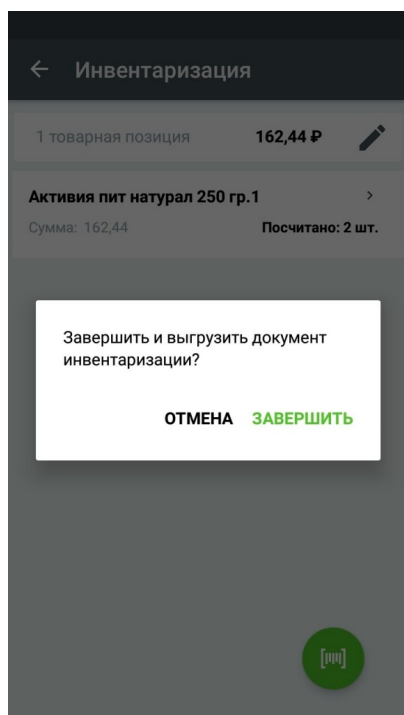 Инвентаризация
1 товарная позиция 162,44 ₽
Активия пит натурал 250 гр.1
Сумма: 162,44 Посчитано: 2 шт.
Завершить и выгрузить документ
инвентаризации?
ОТМЕНА ЗАВЕРШИТЬ